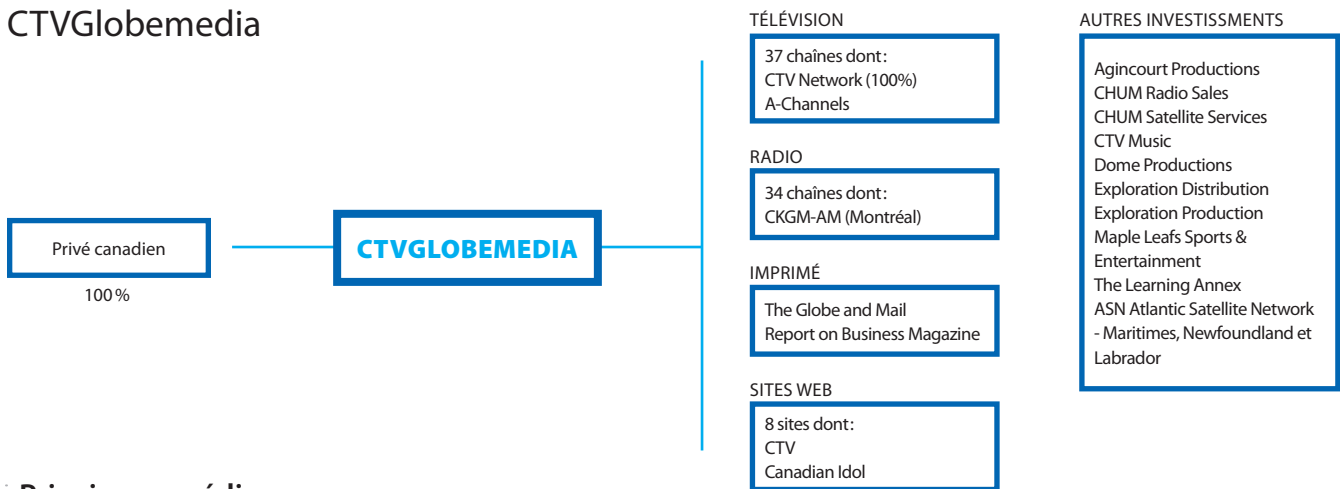 CTVGlobemedia
Privé canadien
100 %
CTVGLOBEMEDIA
TÉLÉVISION
37 chaînes dont :
CTV Network (100%)
A-Channels
RADIO
34 chaînes dont :
CKGM-AM (Montréal)
IMPRIMÉ
The Globe and Mail
Report on Business Magazine
SITES WEB
8 sites dont :
CTV
Canadian Idol
AUTRES INVESTISSMENTS
Agincourt Productions
CHUM Radio Sales
CHUM Satellite Services
CTV Music
Dome Productions
Exploration Distribution
Exploration Production
Maple Leafs Sports &
Entertainment
The Learning Annex
ASN Atlantic Satellite Network
- Maritimes, Newfoundland et
Labrador